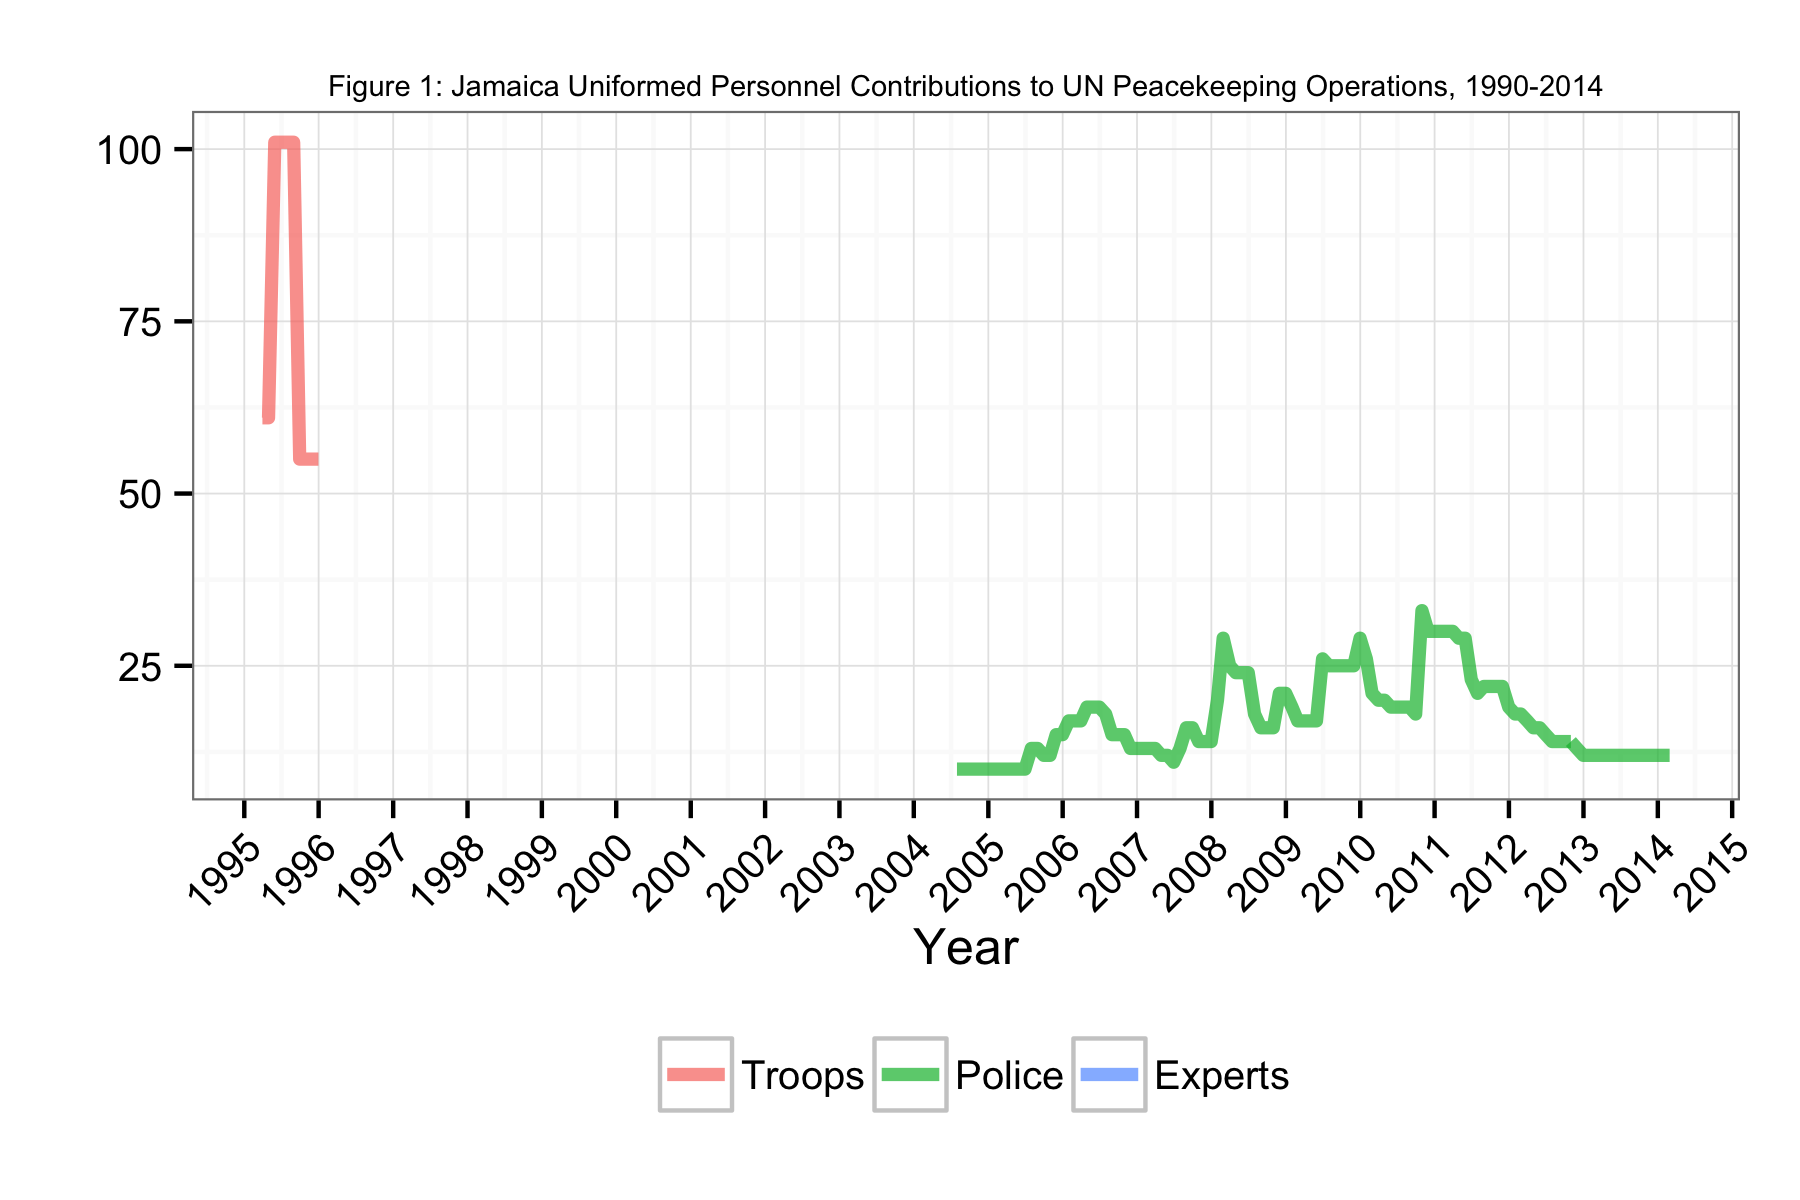 Figure 1: Jamaica Uniformed Personnel Contributions to UN Peacekeeping Operations, 1990-2014
100
75
50
25
1995 1996 1997 1998 1999 2000 2001 2002 2003 2004 2005 2006 2007 2008 2009 2010 2011 2012 2013 2014 2015
Year
Troops Police Experts